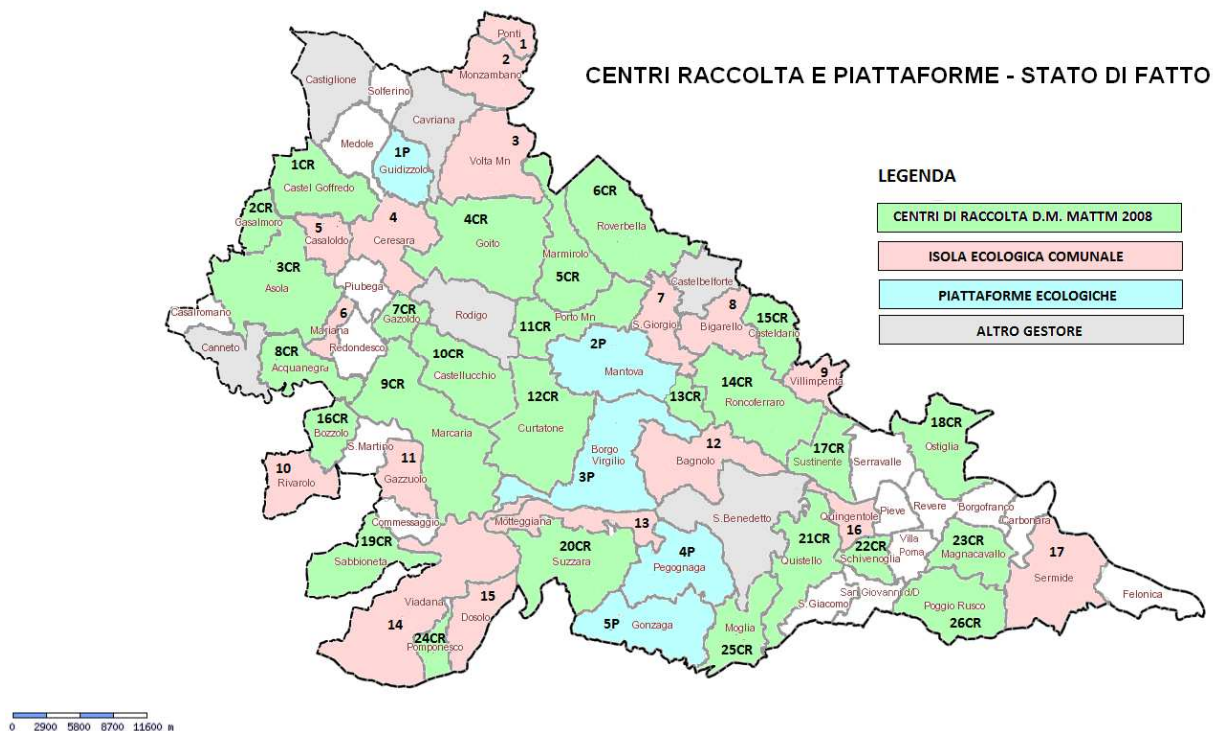 CENTRI RACCOLTA E PIATTAFORME - STATO DI FATTO
Ponti
1
2
Monzambano
Castiglione
Solferino
Cavriana
3
Volta Mn
Medole
1P
Guidizzolo
1CR
Castel Goffredo
2CR
Casalmoro
5
Casaloldo
4
Ceresara
4CR
Goito
6CR
Roverbella
Marmirolo
5CR
3CR
Asola
Piubega
Castelbelforte
Casalromano
6
Mariana
7CR
Gazoldo
Rodigo
11CR
Porto Mn
7
S.Giorgio
8
Bigarello
15CR
Casteldario
Canneto
Redondesco
8CR
Acquanegra
10CR
Castellucchio
2P
Mantova
9CR
Marcaria
12CR
Curtatone
13CR
14CR
Roncoferraro
9
Villimpenta
16CR
Bozzolo
S.Martino
Borgo
Virgilio
3P
12
Bagnolo
17CR
Sustinente
Serravalle
18CR
Ostiglia
10
Rivarolo
11
Gazzuolo
Commessaggio
Motteggiana
13
S.Benedetto
Quingentole
16
Pieve
Revere
Borgofranco
Carbonara
19CR
Sabbioneta
20CR
Suzzara
4P
Pegognaga
21CR
Quistello
22CR
Schivenoglia
Villa
Poma
23CR
Magnacavallo
17
Sermide
Felonica
Viadana
14
15
Dosolo
24CR
Pomponesco
5P
Gonzaga
Moglia
25CR
S.Giacomo
San Giovanni d/D
Poggio Rusco
26CR
LEGENDA
CENTRI DI RACCOLTA D.M. MATTM 2008
ISOLA ECOLOGICA COMUNALE
PIATTAFORME ECOLOGICHE
ALTRO GESTORE
0 2900 5800 8700 11600 m